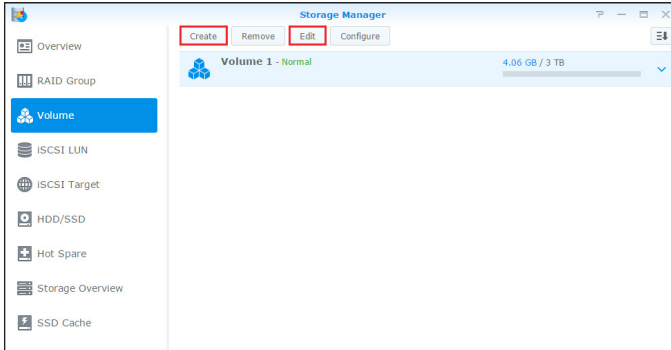 Storage Manager
Overview
RAID Group
Volume
iSCSI LUN
iSCSI Target
HDD/SSD
Hot Spare
Storage Overview
SSD Cache
Create Remove Edit Configure
Volume 1 - Normal 4.06 GB / 3 TB